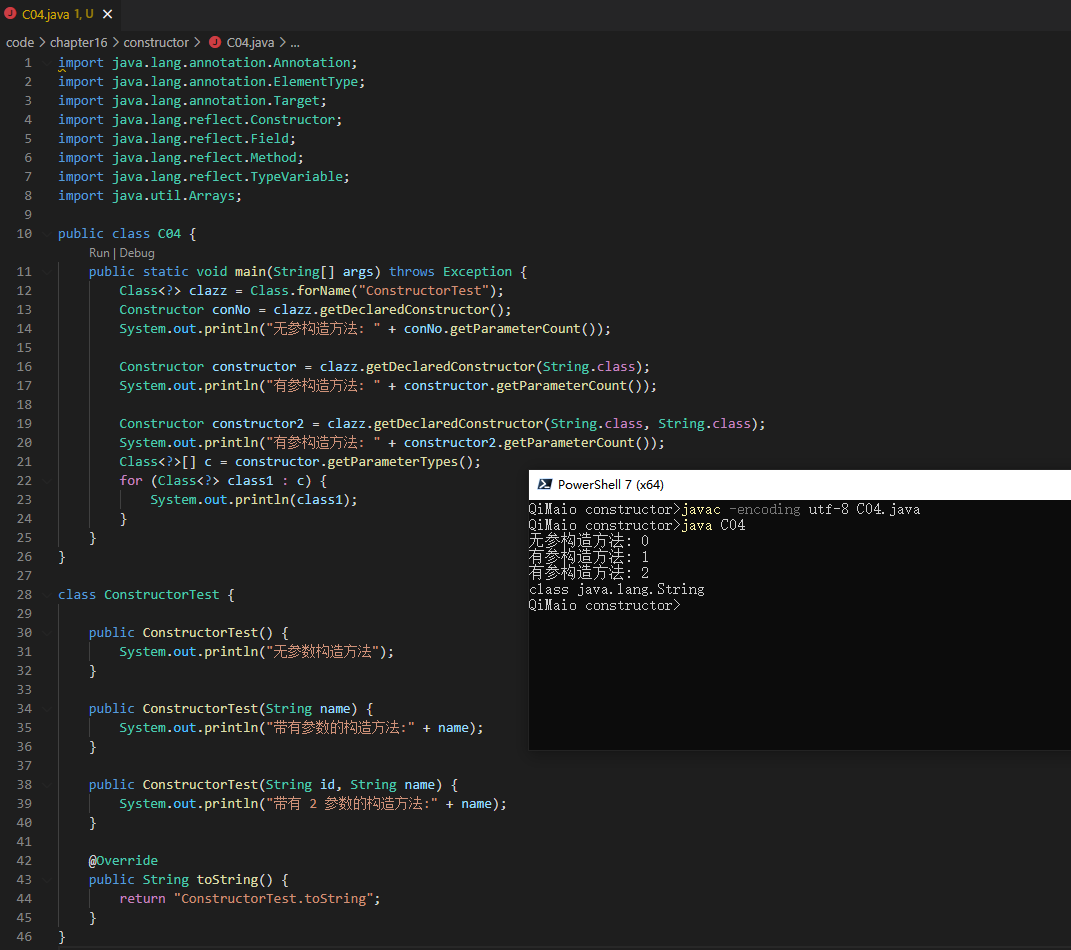 C04.java 1, U
code > chapter16 > constructor > C04.java > ...
1 import java.lang.annotation.Annotation;
2 import java.lang.annotation.ElementType;
3 import java.lang.annotation.Target;
4 import java.lang.reflect.Constructor;
5 import java.lang.reflect.Field;
6 import java.lang.reflect.Method;
7 import java.lang.reflect.TypeVariable;
8 import java.util.Arrays;
9
10 public class C04 {
Run | Debug
11     public static void main(String[] args) throws Exception {
12         Class<?> clazz = Class.forName("ConstructorTest");
13         Constructor conNo = clazz.getDeclaredConstructor();
14         System.out.println("无参构造方法: " + conNo.getParameterCount());
15
16         Constructor constructor = clazz.getDeclaredConstructor(String.class);
17         System.out.println("有参构造方法: " + constructor.getParameterCount());
18
19         Constructor constructor2 = clazz.getDeclaredConstructor(String.class, String.class);
20         System.out.println("有参构造方法: " + constructor2.getParameterCount());
21         Class<?>[] c = constructor.getParameterTypes();
22         for (Class<?> class1 : c) {
23             System.out.println(class1);
24         }
25     }
26 }
27
28 class ConstructorTest {
29
30     public ConstructorTest() {
31         System.out.println("无参数构造方法");
32     }
33
34     public ConstructorTest(String name) {
35         System.out.println("带有参数的构造方法:" + name);
36     }
37
38     public ConstructorTest(String id, String name) {
39         System.out.println("带有 2 参数的构造方法:" + name);
40     }
41
42     @Override
43     public String toString() {
44         return "ConstructorTest.toString";
45     }
46 }
PowerShell 7 (x64)
QiMaio constructor>javac -encoding utf-8 C04.java
QiMaio constructor>java C04
无参构造方法: 0
有参构造方法: 1
有参构造方法: 2
class java.lang.String
QiMaio constructor>